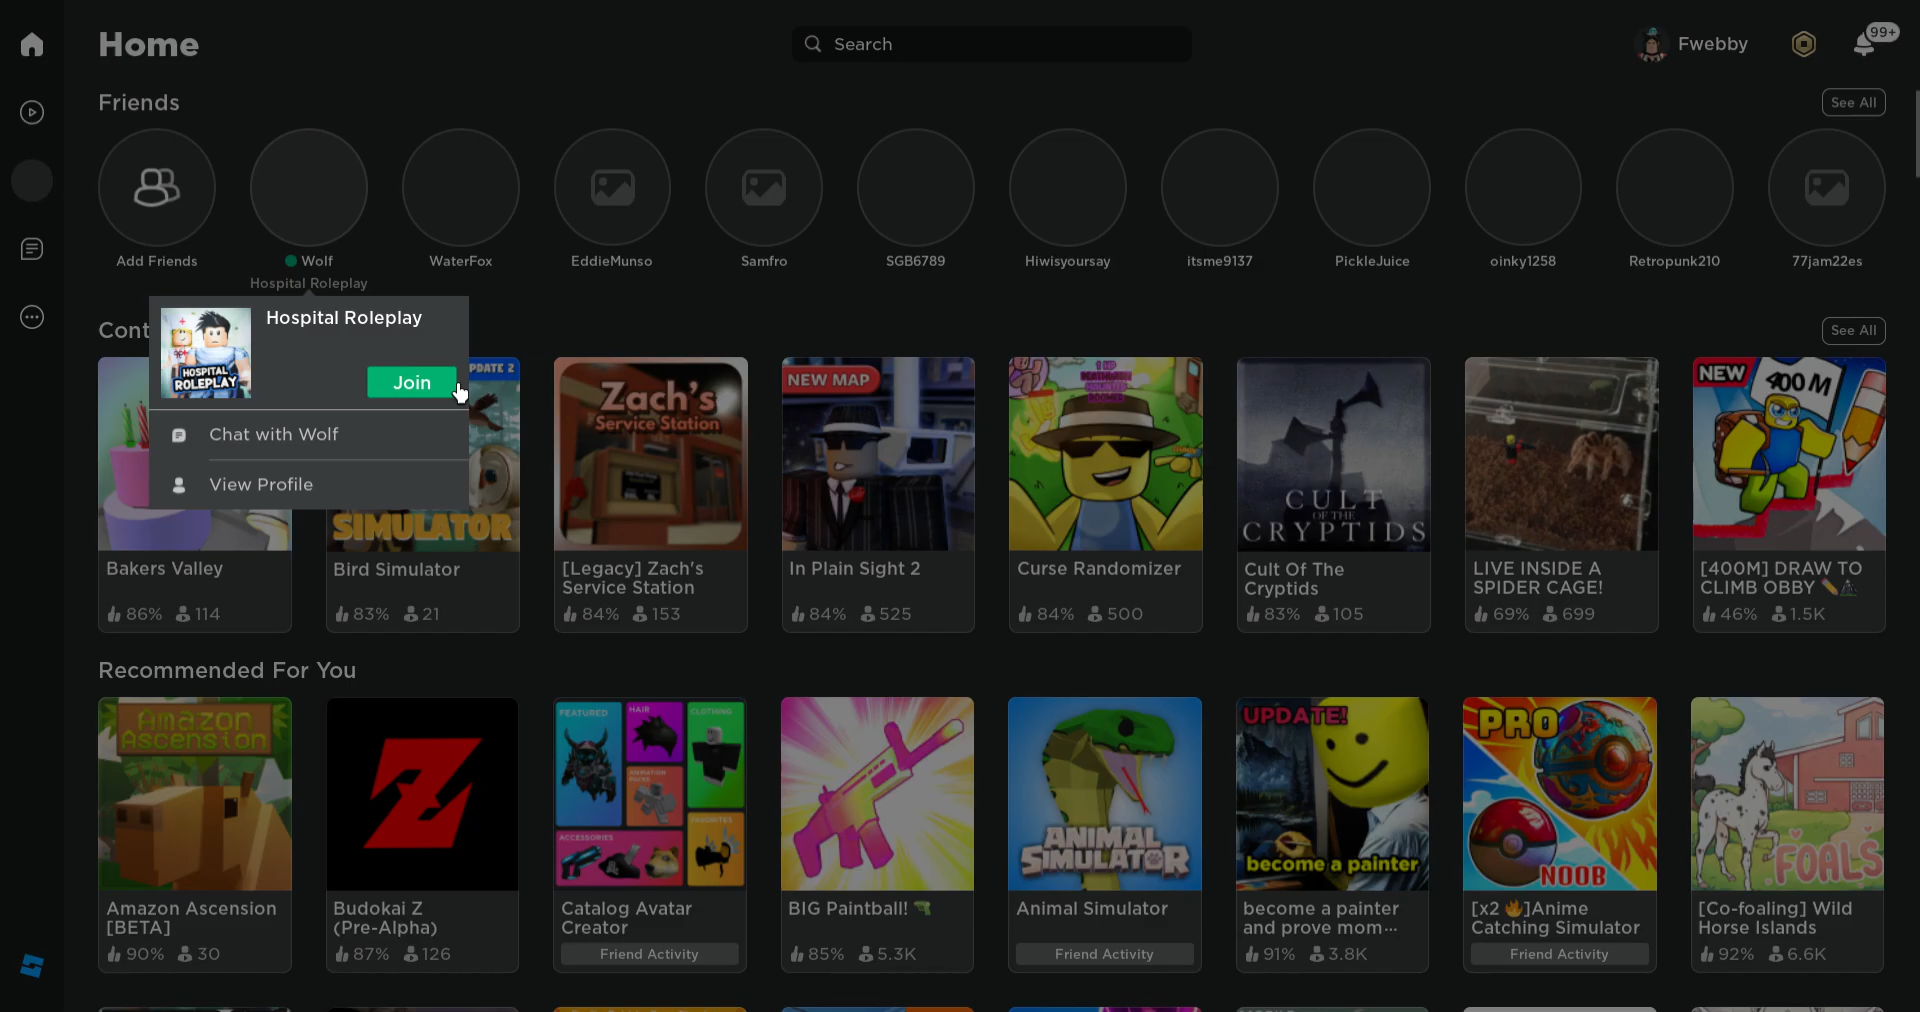 Home
Search
Fwebby
99+
Friends
See All
Add Friends
Wolf
WaterFox
EddieMunso
Samfro
SGB6789
Hiwisyoursay
itsme9137
PickleJuice
oinky1258
Retropunk210
77jam22es
Hospital Roleplay
Hospital Roleplay
HOSPITAL
ROLEPLAY
Join
Chat with Wolf
View Profile
Cont
See All
PDATE 2
SIMULATOR
Zach's
Service Station
NEW MAP
CULT
OF THE
CRYPTIDS
NEW
400M
Bakers Valley
86% 114
Bird Simulator
83% 21
[Legacy] Zach's
Service Station
84% 153
In Plain Sight 2
84% 525
Curse Randomizer
84% 500
Cult Of The
Cryptids
83% 105
LIVE INSIDE A
SPIDER CAGE!
69% 699
[400M] DRAW TO
CLIMB OBBY ✏️🏔️
46% 1.5K
Recommended For You
Amazon
Ascension
Z
FEATURED
HAIR
CLOTHING
ANIMATION
PACKS
FAVORITES
ACCESSORIES
ANIMAL
SIMULATOR
UPDATE!
become a painter
PRO
NOOB
FOALS
Amazon Ascension
[BETA]
90% 30
Budokai Z
(Pre-Alpha)
87% 126
Catalog Avatar
Creator
Friend Activity
BIG Paintball! 🔫
85% 5.3K
Animal Simulator
Friend Activity
become a painter
and prove mom...
91% 3.8K
[x2 🔥]Anime
Catching Simulator
Friend Activity
[Co-foaling] Wild
Horse Islands
92% 6.6K